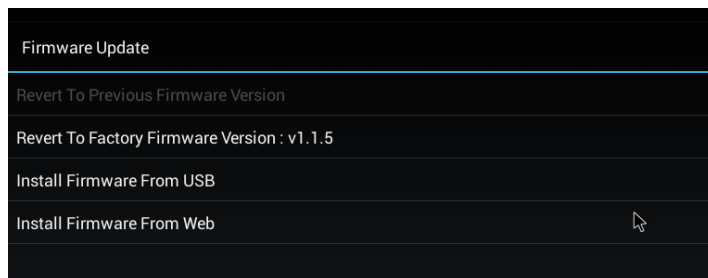 Firmware Update
Revert To Previous Firmware Version
Revert To Factory Firmware Version : v1.1.5
Install Firmware From USB
Install Firmware From Web